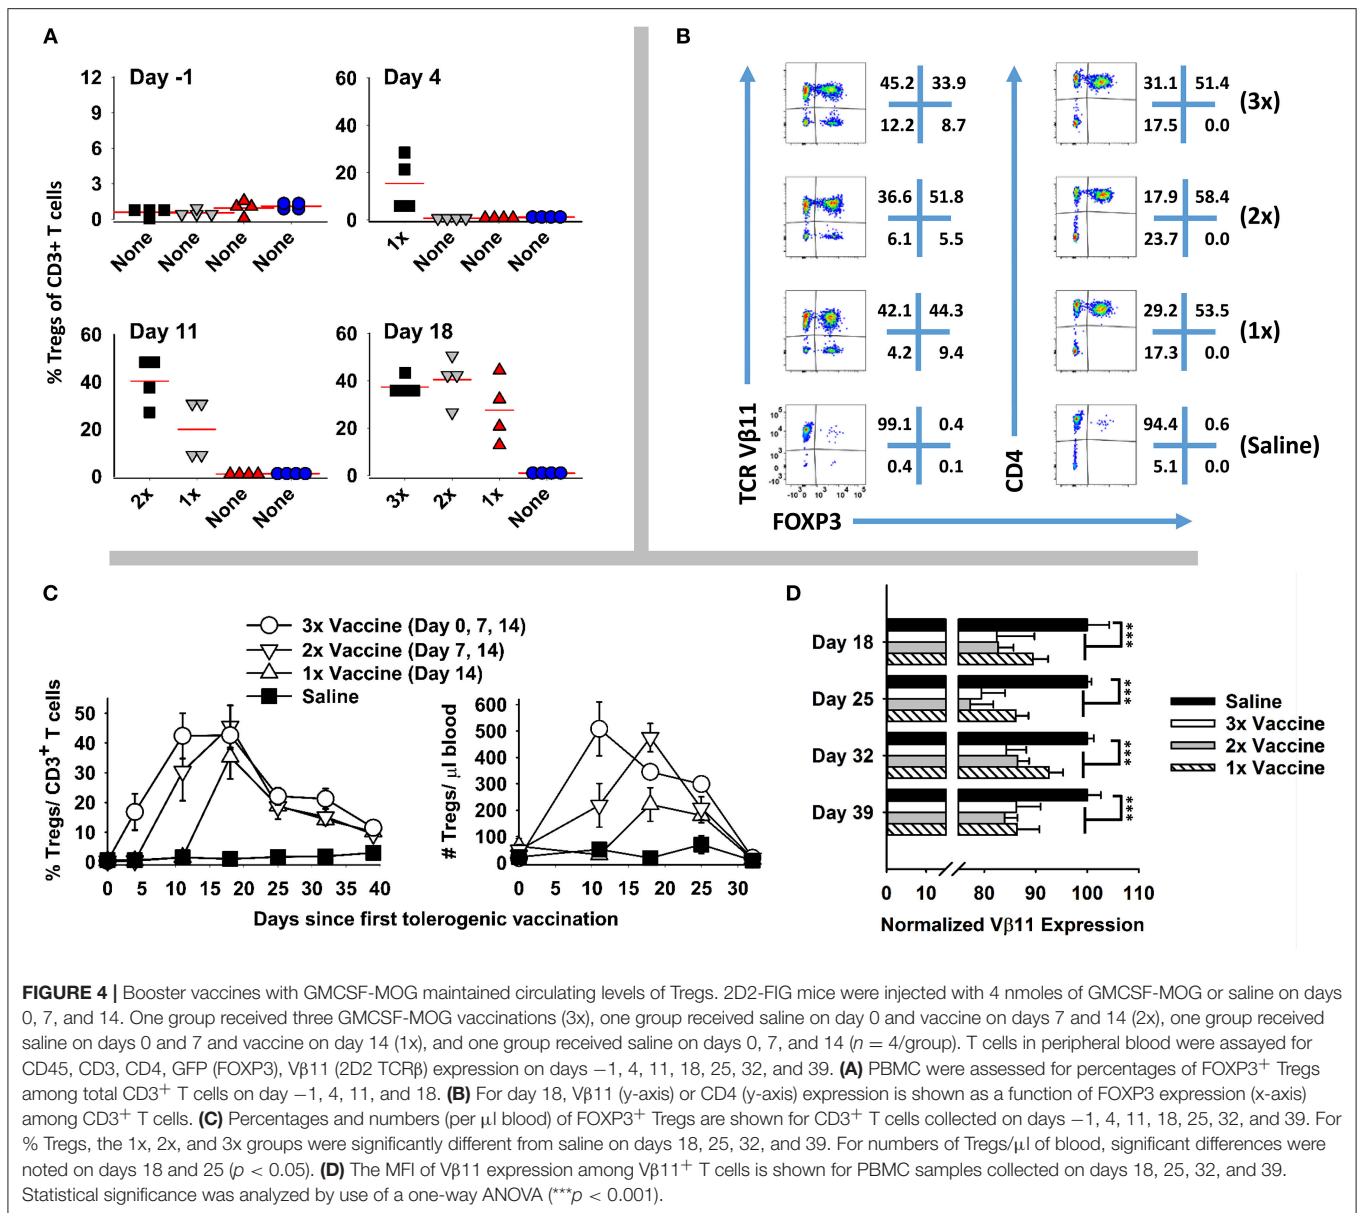 A
Day -1
12
9
6
3
0
None
None
None
None
Day 4
60
40
20
0
1x
None
None
None
% Tregs of CD3+ T cells
Day 11
60
40
20
0
2x
1x
None
None
Day 18
60
40
20
0
3x
2x
1x
None
B
TCR Vβ11
CD4
45.2 33.9
12.2 8.7
31.1 51.4
17.5 0.0
(3x)
36.6 51.8
6.1 5.5
17.9 58.4
23.7 0.0
(2x)
42.1 44.3
4.2 9.4
29.2 53.5
17.3 0.0
(1x)
99.1 0.4
0.4 0.1
94.4 0.6
5.1 0.0
(Saline)
FOXP3
C
3x Vaccine (Day 0, 7, 14)
2x Vaccine (Day 7, 14)
1x Vaccine (Day 14)
Saline
% Tregs/ CD3+ T cells
50
40
30
20
10
0
0 5 10 15 20 25 30 35 40
# Tregs/ μl blood
600
500
400
300
200
100
0
0 10 20 30
Days since first tolerogenic vaccination
D
Day 18
***
Day 25
***
Day 32
***
Day 39
***
0 10 80 90 100 110
Normalized Vβ11 Expression
Saline
3x Vaccine
2x Vaccine
1x Vaccine
FIGURE 4 | Booster vaccines with GMCSF-MOG maintained circulating levels of Tregs. 2D2-FIG mice were injected with 4 nmoles of GMCSF-MOG or saline on days
0, 7, and 14. One group received three GMCSF-MOG vaccinations (3x), one group received saline on day 0 and vaccine on days 7 and 14 (2x), one group received
saline on days 0 and 7 and vaccine on day 14 (1x), and one group received saline on days 0, 7, and 14 (n = 4/group). T cells in peripheral blood were assayed for
CD45, CD3, CD4, GFP (FOXP3), Vβ11 (2D2 TCRβ) expression on days −1, 4, 11, 18, 25, 32, and 39. (A) PBMC were assessed for percentages of FOXP3+ Tregs
among total CD3+ T cells on day −1, 4, 11, and 18. (B) For day 18, Vβ11 (y-axis) or CD4 (y-axis) expression is shown as a function of FOXP3 expression (x-axis)
among CD3+ T cells. (C) Percentages and numbers (per μl blood) of FOXP3+ Tregs are shown for CD3+ T cells collected on days −1, 4, 11, 18, 25, 32, and 39. For
% Tregs, the 1x, 2x, and 3x groups were significantly different from saline on days 18, 25, 32, and 39. For numbers of Tregs/μl of blood, significant differences were
noted on days 18 and 25 (p < 0.05). (D) The MFI of Vβ11 expression among Vβ11+ T cells is shown for PBMC samples collected on days 18, 25, 32, and 39.
Statistical significance was analyzed by use of a one-way ANOVA (***p < 0.001).